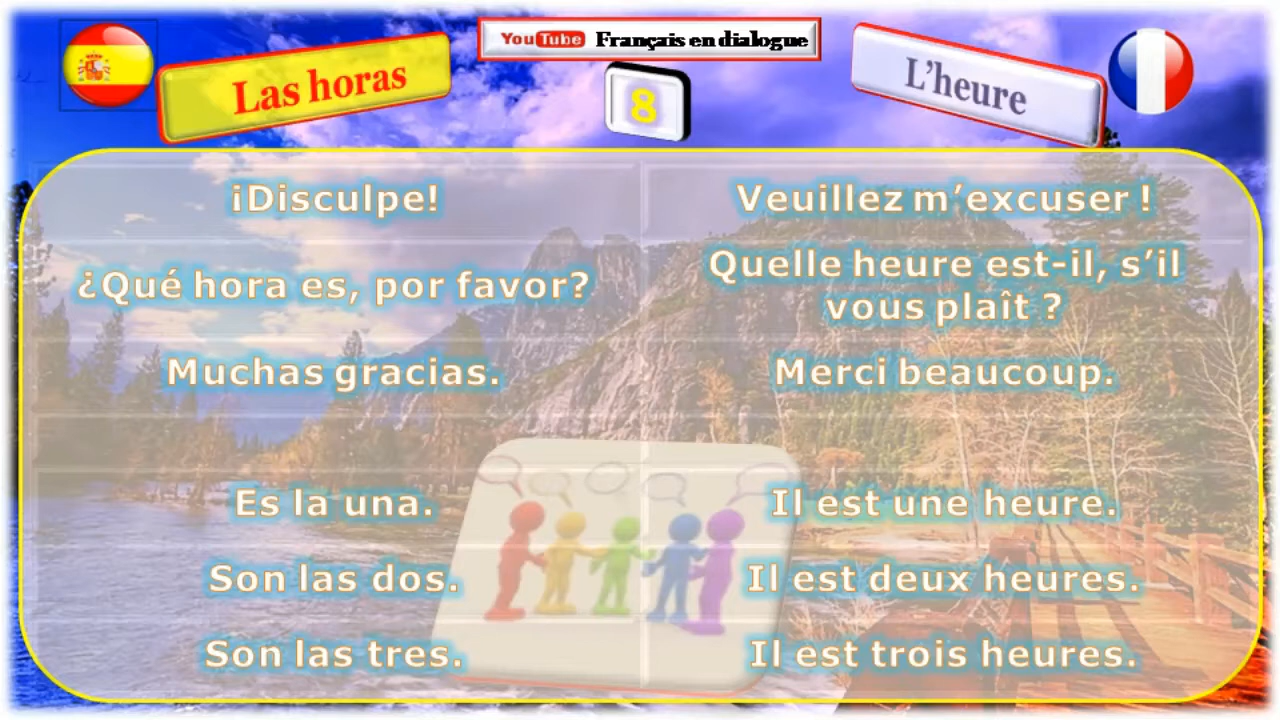 YouTube Français en dialogue
Las horas
8
L'heure
¡Disculpe!
Veuillez m'excuser !
¿Qué hora es, por favor?
Quelle heure est-il, s'il
vous plaît ?
Muchas gracias.
Merci beaucoup.
Es la una.
Il est une heure.
Son las dos.
Il est deux heures.
Son las tres.
Il est trois heures.